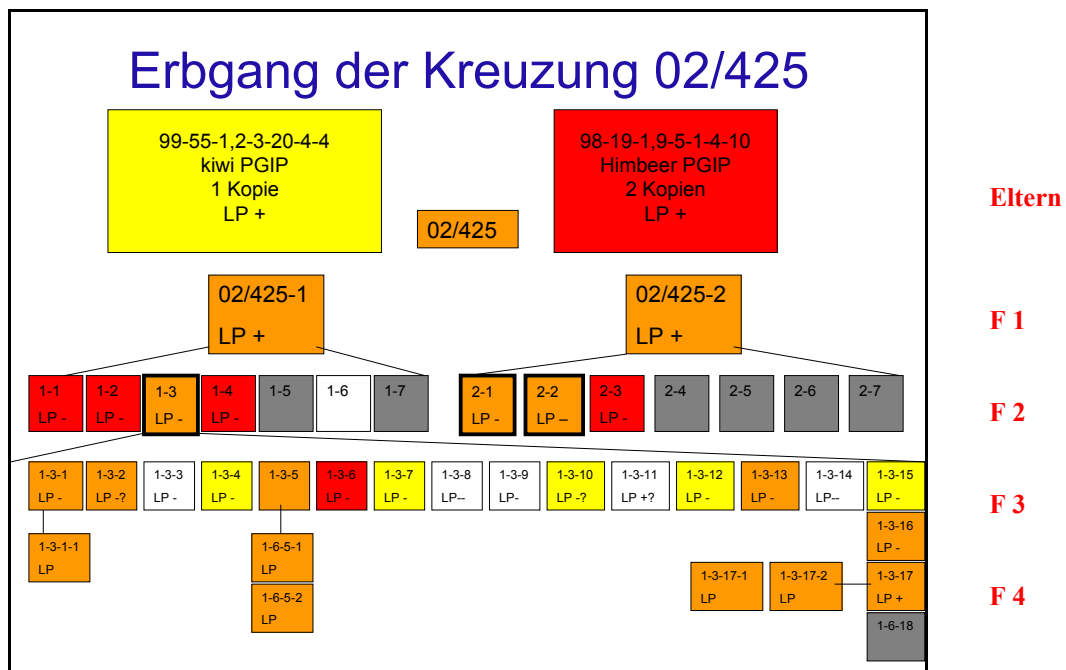 Erbgang der Kreuzung 02/425
99-55-1,2-3-20-4-4
kiwi PGIP
1 Kopie
LP +
98-19-1,9-5-1-4-10
Himbeer PGIP
2 Kopien
LP +
Eltern
02/425
02/425-1
LP +
02/425-2
LP +
F 1
1-1
LP -
1-2
LP -
1-3
LP -
1-4
LP -
1-5
1-6
1-7
2-1
LP -
2-2
LP –
2-3
LP -
2-4
2-5
2-6
2-7
F 2
1-3-1
LP -
1-3-2
LP -?
1-3-3
LP -
1-3-4
LP -
1-3-5
1-3-6
LP -
1-3-7
LP -
1-3-8
LP--
1-3-9
LP-
1-3-10
LP -?
1-3-11
LP +?
1-3-12
LP -
1-3-13
LP -
1-3-14
LP--
1-3-15
LP -
F 3
1-3-16
LP -
1-3-1-1
LP
1-6-5-1
LP
1-6-5-2
LP
1-3-17-1
LP
1-3-17-2
LP
1-3-17
LP +
F 4
1-6-18